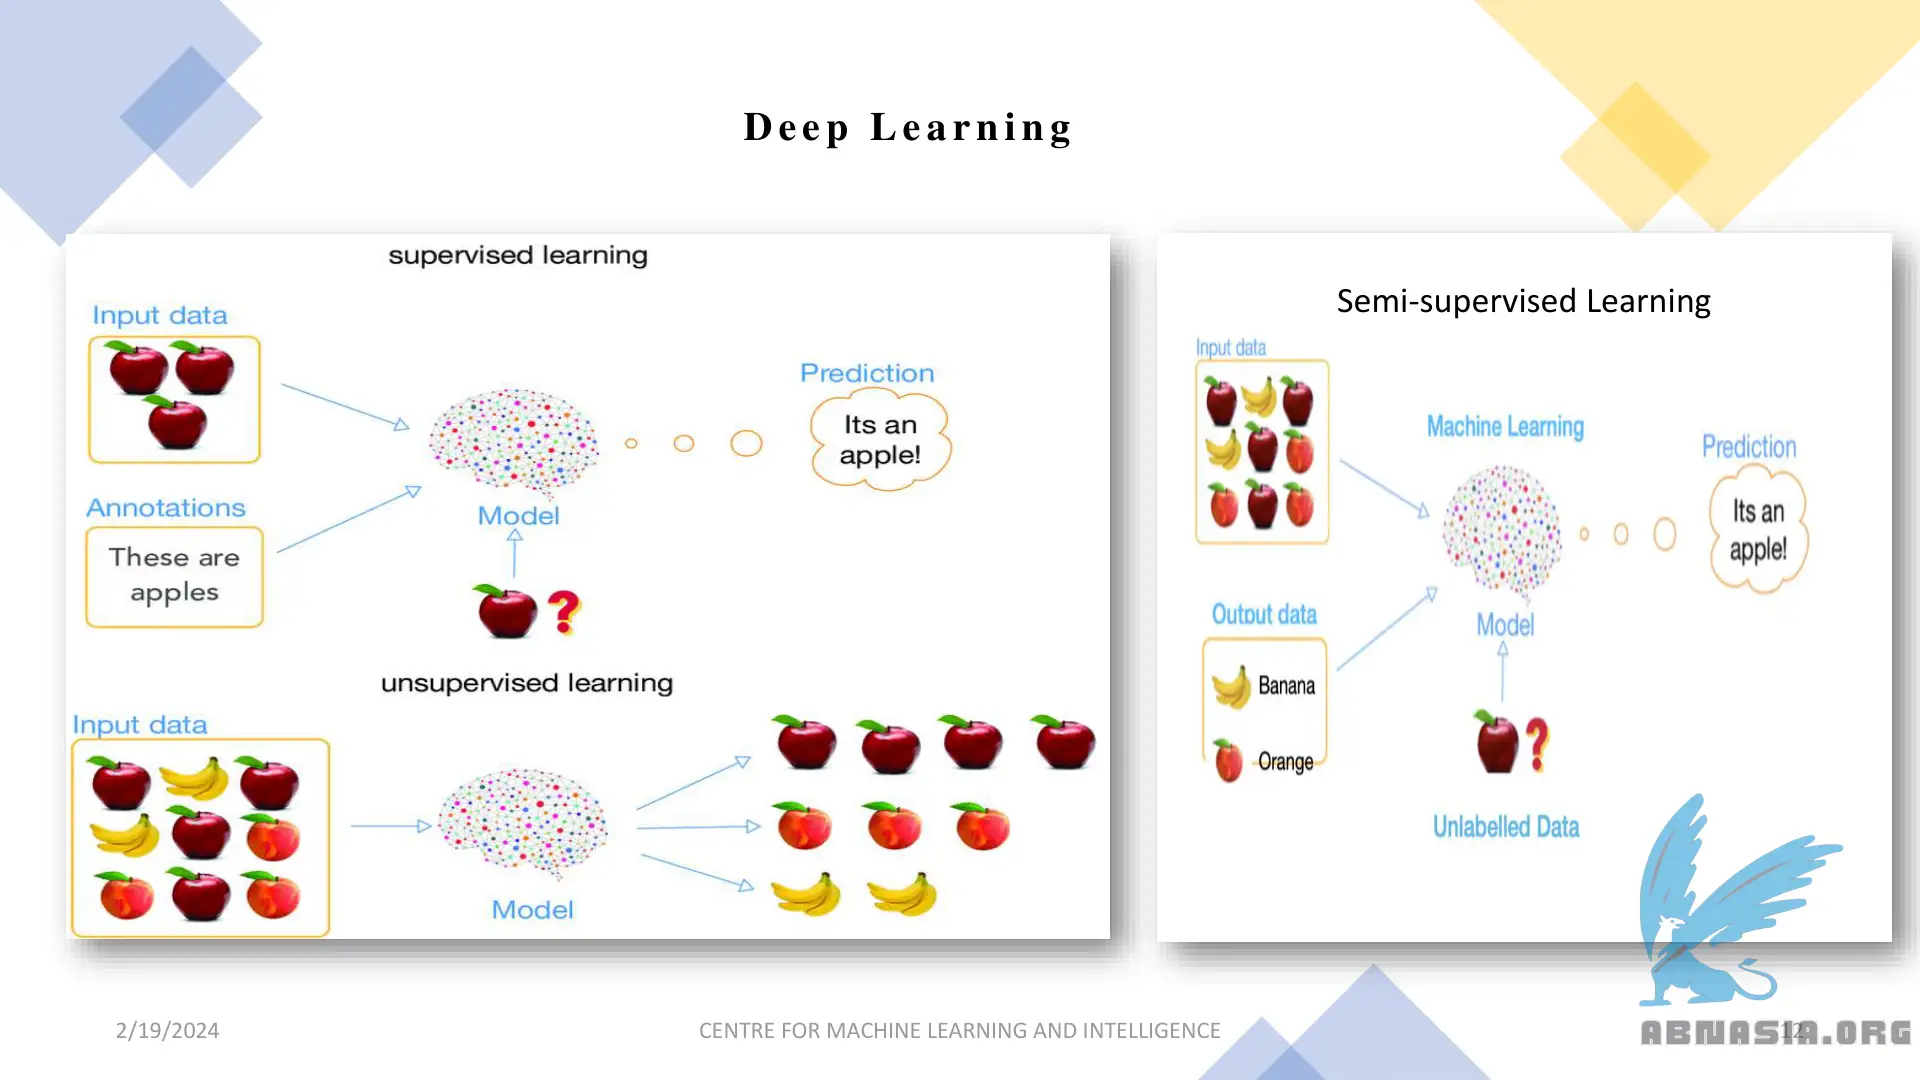 Deep Learning
supervised learning
Input data
Annotations
These are
apples
Model
?
Prediction
Its an
apple!
unsupervised learning
Input data
Model
Semi-supervised Learning
Input data
Machine Learning
Prediction
Its an
apple!
Output data
Banana
Orange
Model
?
Unlabelled Data
2/19/2024
CENTRE FOR MACHINE LEARNING AND INTELLIGENCE
12
ABNASIA.ORG